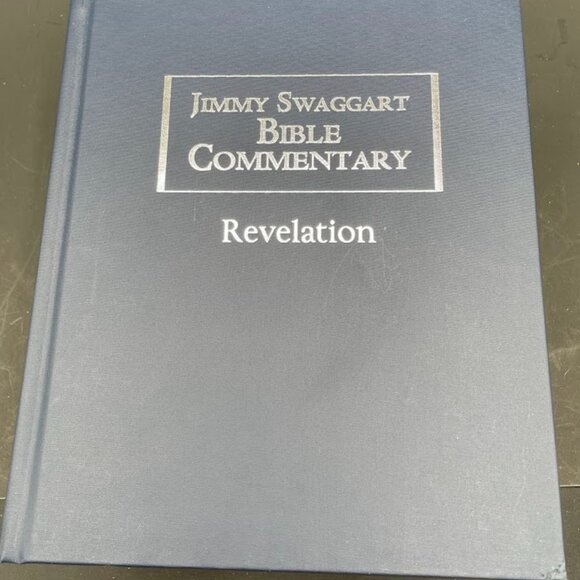 JIMMY SWAGGART
BIBLE
COMMENTARY
Revelation